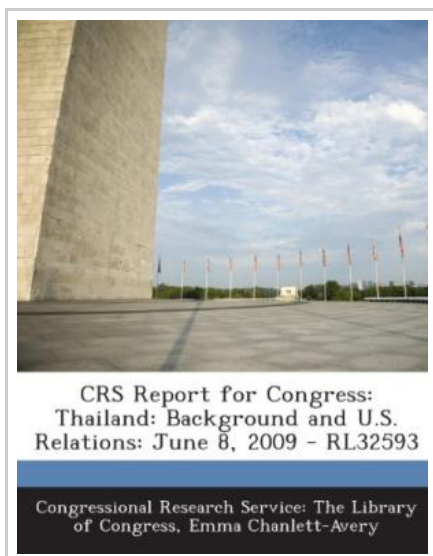 CRS Report for Congress:
Thailand: Background and U.S.
Relations: June 8, 2009 - RL32593
Congressional Research Service: The Library
of Congress, Emma Chanlett-Avery